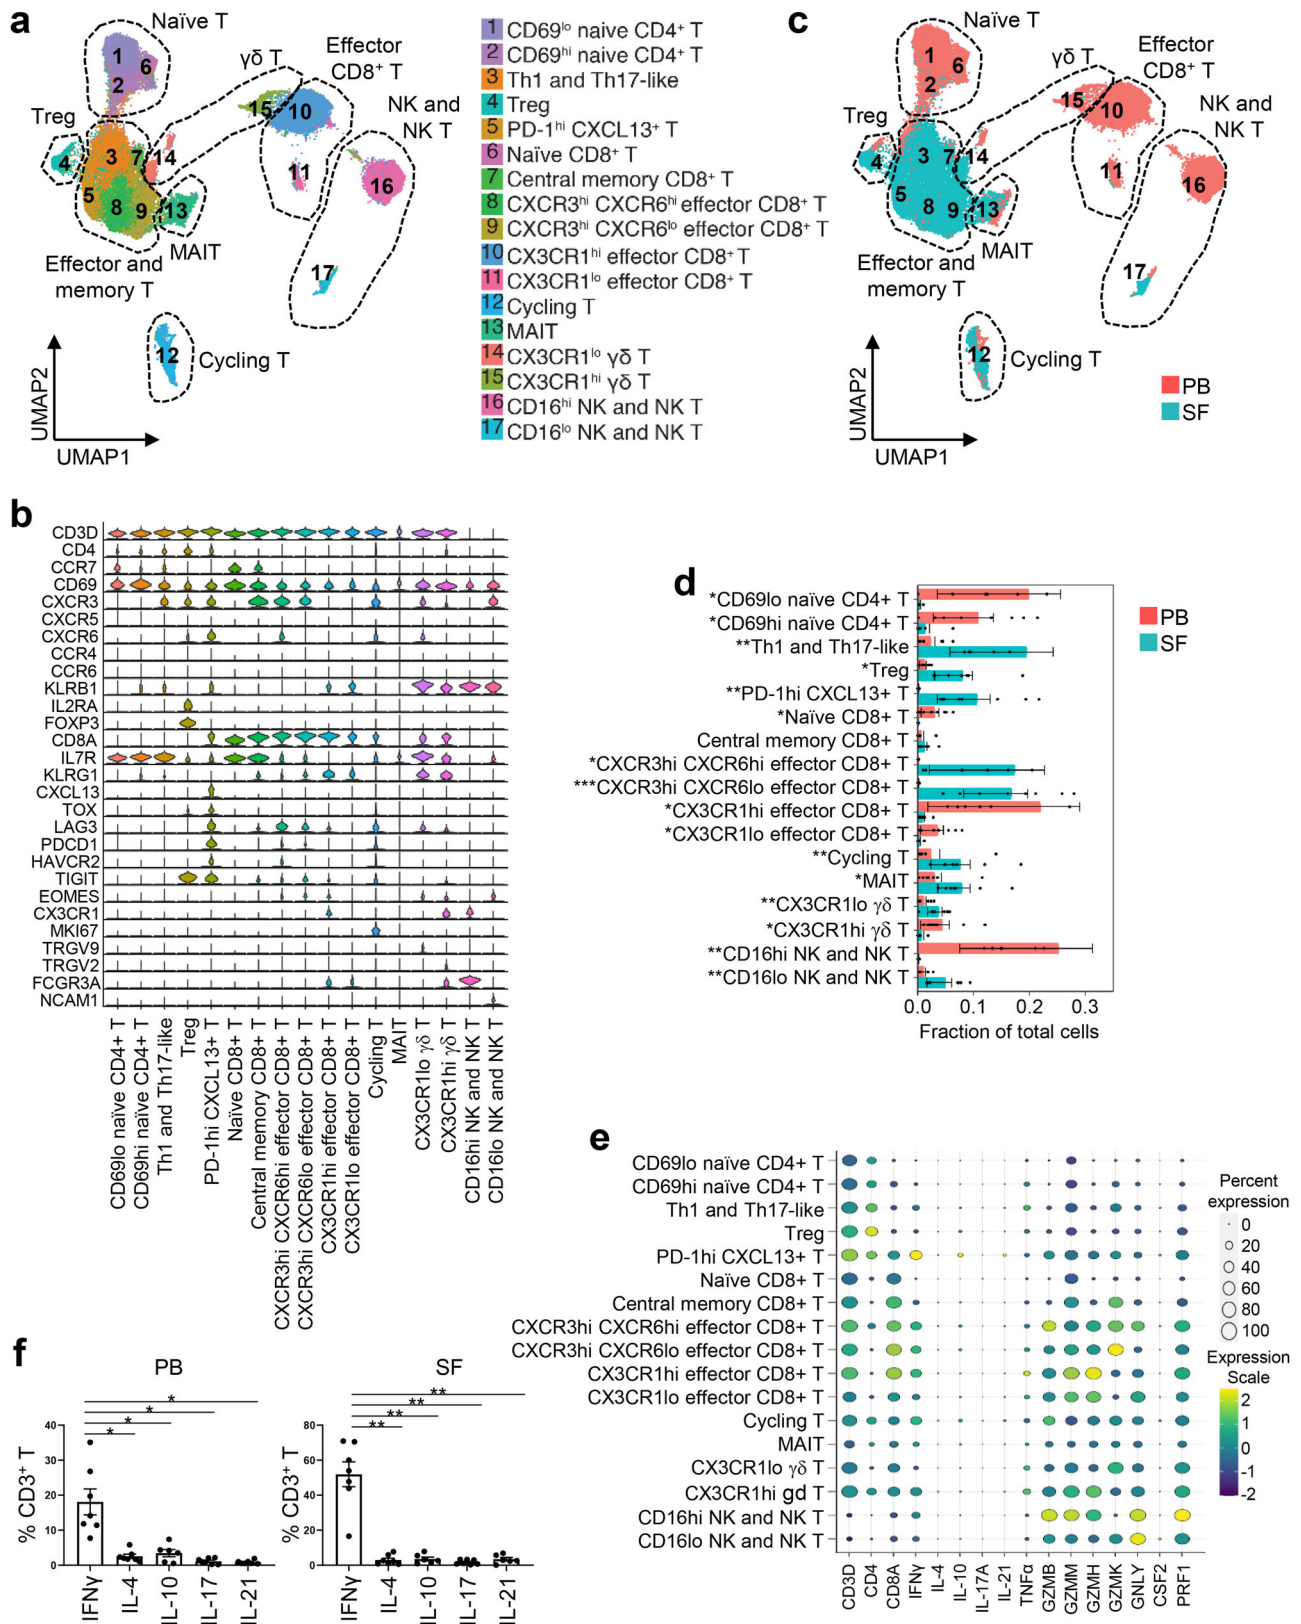 a
Naïve T
γδ T
Effector
CD8⁺ T
NK and
NK T
Treg
MAIT
Effector and
memory T
Cycling T
1
2
3
4
5
6
7
8
9
10
11
12
13
14
15
16
17
UMAP2
UMAP1
1 CD69ˡᵒ naive CD4⁺ T
2 CD69ʰⁱ naive CD4⁺ T
3 Th1 and Th17-like
4 Treg
5 PD-1ʰⁱ CXCL13⁺ T
6 Naïve CD8⁺ T
7 Central memory CD8⁺ T
8 CXCR3ʰⁱ CXCR6ʰⁱ effector CD8⁺ T
9 CXCR3ʰⁱ CXCR6ˡᵒ effector CD8⁺ T
10 CX3CR1ʰⁱ effector CD8⁺ T
11 CX3CR1ˡᵒ effector CD8⁺ T
12 Cycling T
13 MAIT
14 CX3CR1ˡᵒ γδ T
15 CX3CR1ʰⁱ γδ T
16 CD16ʰⁱ NK and NK T
17 CD16ˡᵒ NK and NK T
c
Naïve T
γδ T
Effector
CD8⁺ T
NK and
NK T
Treg
MAIT
Effector and
memory T
Cycling T
1
2
3
4
5
6
7
8
9
10
11
12
13
14
15
16
17
UMAP2
UMAP1
PB
SF
b
CD3D
CD4
CCR7
CD69
CXCR3
CXCR5
CXCR6
CCR4
CCR6
KLRB1
IL2RA
FOXP3
CD8A
IL7R
KLRG1
CXCL13
TOX
LAG3
PDCD1
HAVCR2
TIGIT
EOMES
CX3CR1
MKI67
TRGV9
TRGV2
FCGR3A
NCAM1
CD69lo naïve CD4+ T
CD69hi naïve CD4+ T
Th1 and Th17-like
Treg
PD-1hi CXCL13+ T
Naïve CD8+ T
Central memory CD8+ T
CXCR3hi CXCR6hi effector CD8+ T
CXCR3hi CXCR6lo effector CD8+ T
CX3CR1hi effector CD8+ T
CX3CR1lo effector CD8+ T
Cycling T
MAIT
CX3CR1lo γδ T
CX3CR1hi γδ T
CD16hi NK and NK T
CD16lo NK and NK T
d
*CD69lo naïve CD4+ T
*CD69hi naïve CD4+ T
**Th1 and Th17-like
*Treg
**PD-1hi CXCL13+ T
*Naïve CD8+ T
Central memory CD8+ T
*CXCR3hi CXCR6hi effector CD8+ T
***CXCR3hi CXCR6lo effector CD8+ T
*CX3CR1hi effector CD8+ T
*CX3CR1lo effector CD8+ T
**Cycling T
*MAIT
**CX3CR1lo γδ T
*CX3CR1hi γδ T
**CD16hi NK and NK T
**CD16lo NK and NK T
0.0 0.1 0.2 0.3
Fraction of total cells
PB
SF
e
CD69lo naïve CD4+ T
CD69hi naïve CD4+ T
Th1 and Th17-like
Treg
PD-1hi CXCL13+ T
Naïve CD8+ T
Central memory CD8+ T
CXCR3hi CXCR6hi effector CD8+ T
CXCR3hi CXCR6lo effector CD8+ T
CX3CR1hi effector CD8+ T
CX3CR1lo effector CD8+ T
Cycling T
MAIT
CX3CR1lo γδ T
CX3CR1hi gd T
CD16hi NK and NK T
CD16lo NK and NK T
CD3D
CD4
CD8A
IFNγ
IL-4
IL-10
IL-17A
IL-21
TNFα
GZMB
GZMM
GZMH
GZMK
GNLY
CSF2
PRF1
Percent
expression
0
20
40
60
80
100
Expression
Scale
2
1
0
-1
-2
f
PB
% CD3⁺ T
40
30
20
10
0
*
*
*
*
IFNγ
IL-4
IL-10
IL-17
IL-21
SF
% CD3⁺ T
80
60
40
20
0
**
**
**
**
IFNγ
IL-4
IL-10
IL-17
IL-21